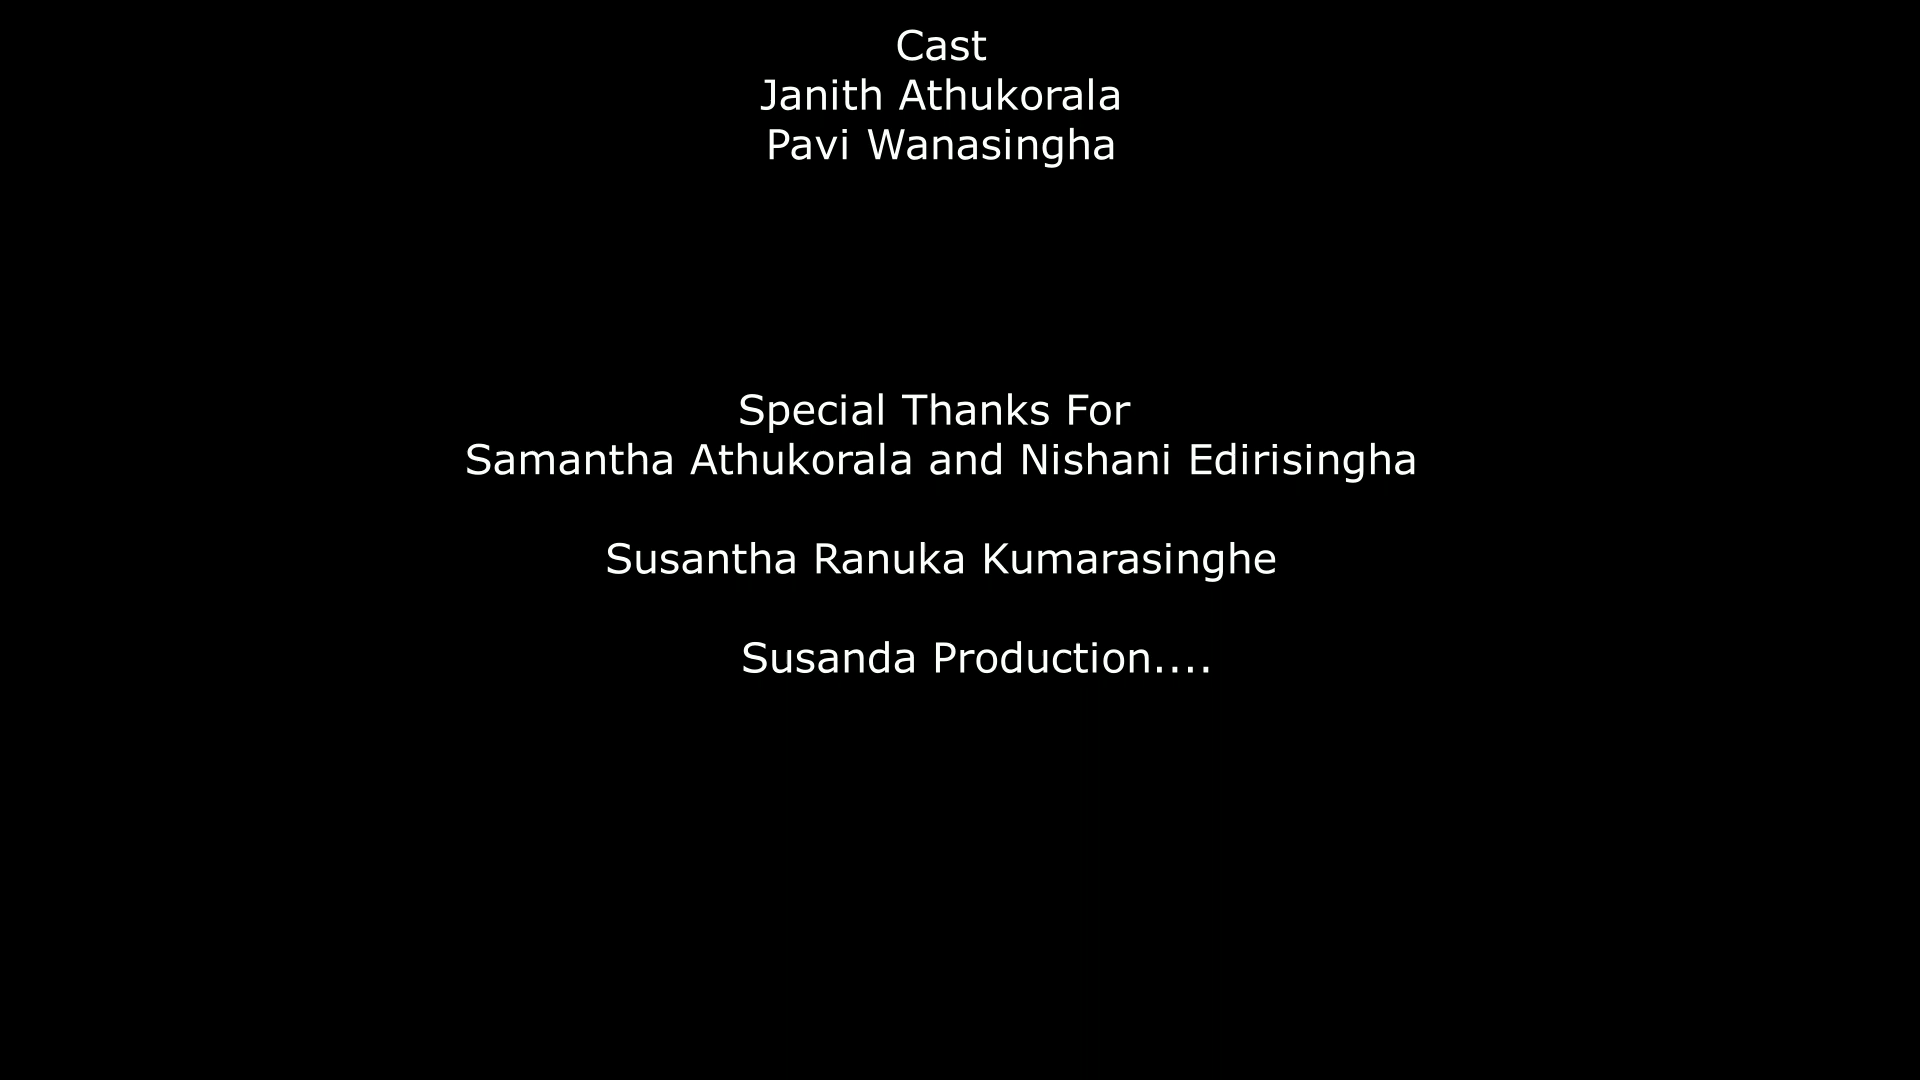 Cast
Janith Athukorala
Pavi Wanasingha
Special Thanks For
Samantha Athukorala and Nishani Edirisingha
Susantha Ranuka Kumarasinghe
Susanda Production....